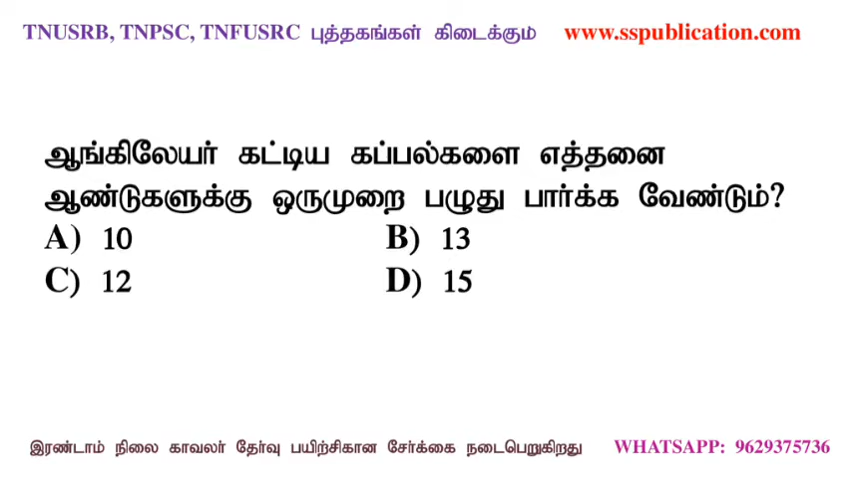 TNUSRB, TNPSC, TNFUSRC புத்தகங்கள் கிடைக்கும் www.sspublication.com
ஆங்கிலேயர் கட்டிய கப்பல்களை எத்தனை
ஆண்டுகளுக்கு ஒருமுறை பழுது பார்க்க வேண்டும்?
A) 10 B) 13
C) 12 D) 15
இரண்டாம் நிலை காவலர் தேர்வு பயிற்சிகான சேர்க்கை நடைபெறுகிறது WHATSAPP: 9629375736